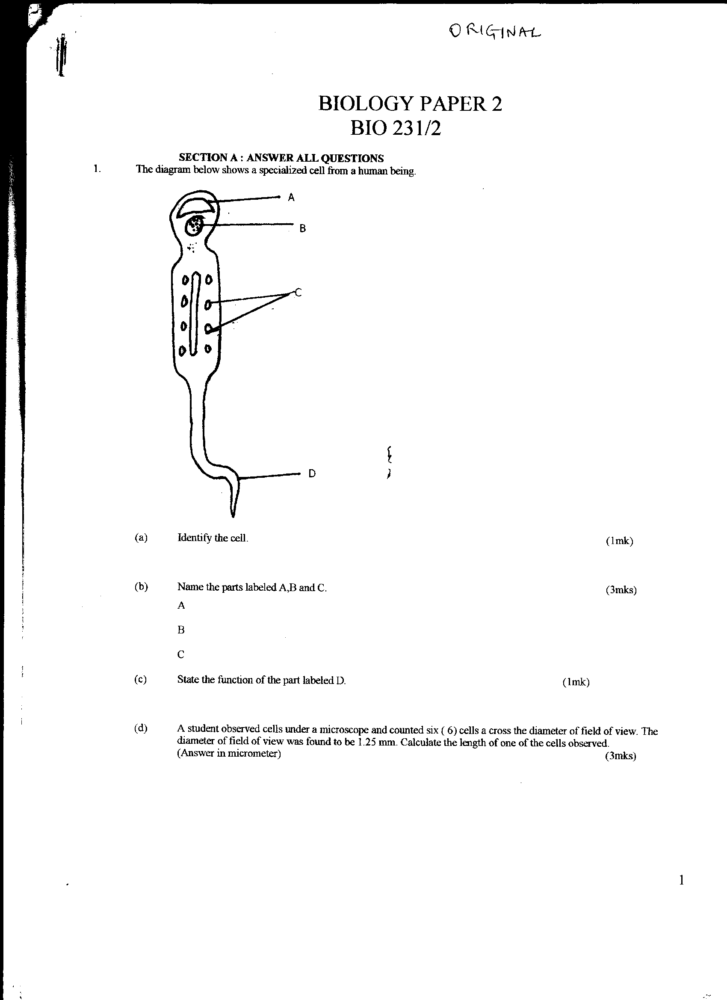 ORIGINAL
BIOLOGY PAPER 2
BIO 231/2
SECTION A : ANSWER ALL QUESTIONS
1. The diagram below shows a specialized cell from a human being.
A
B
C
D
(a) Identify the cell. (1mk)
(b) Name the parts labeled A,B and C. (3mks)
A
B
C
(c) State the function of the part labeled D. (1mk)
(d) A student observed cells under a microscope and counted six ( 6) cells a cross the diameter of field of view. The
diameter of field of view was found to be 1.25 mm. Calculate the length of one of the cells observed.
(Answer in micrometer) (3mks)
1